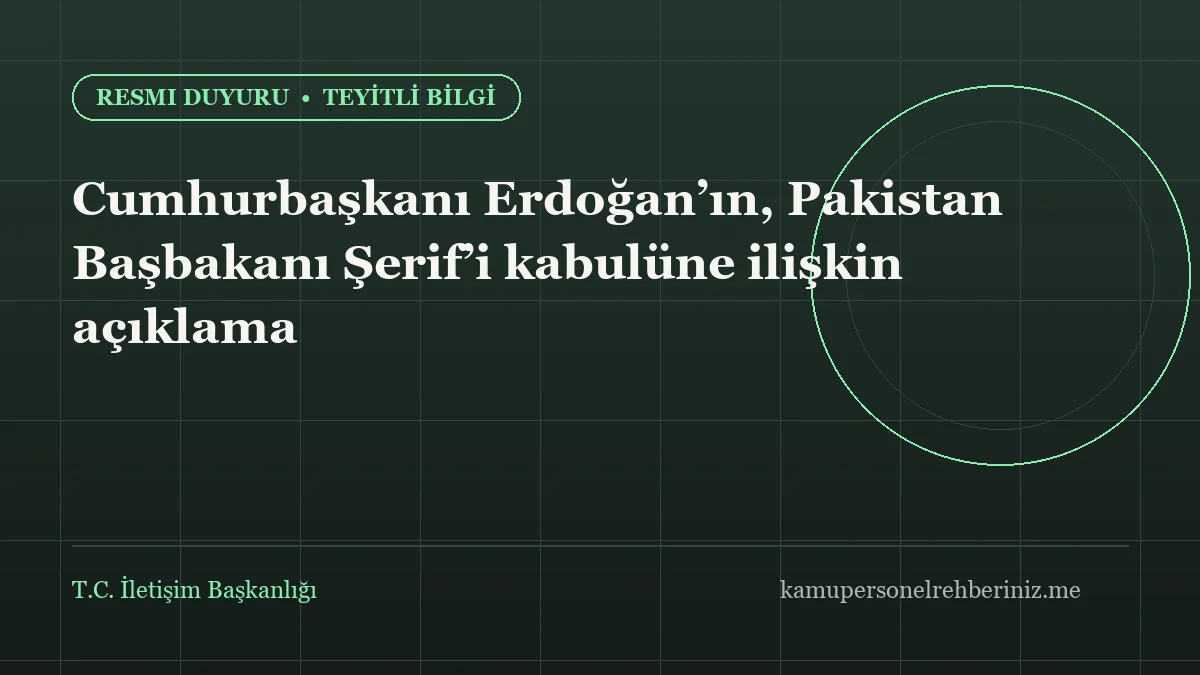 RESMI DUYURU • TEYİTLİ BİLGİ
Cumhurbaşkanı Erdoğan’ın, Pakistan
Başbakanı Şerif’i kabulüne ilişkin
açıklama
T.C. İletişim Başkanlığı
kamupersonelrehberiniz.me